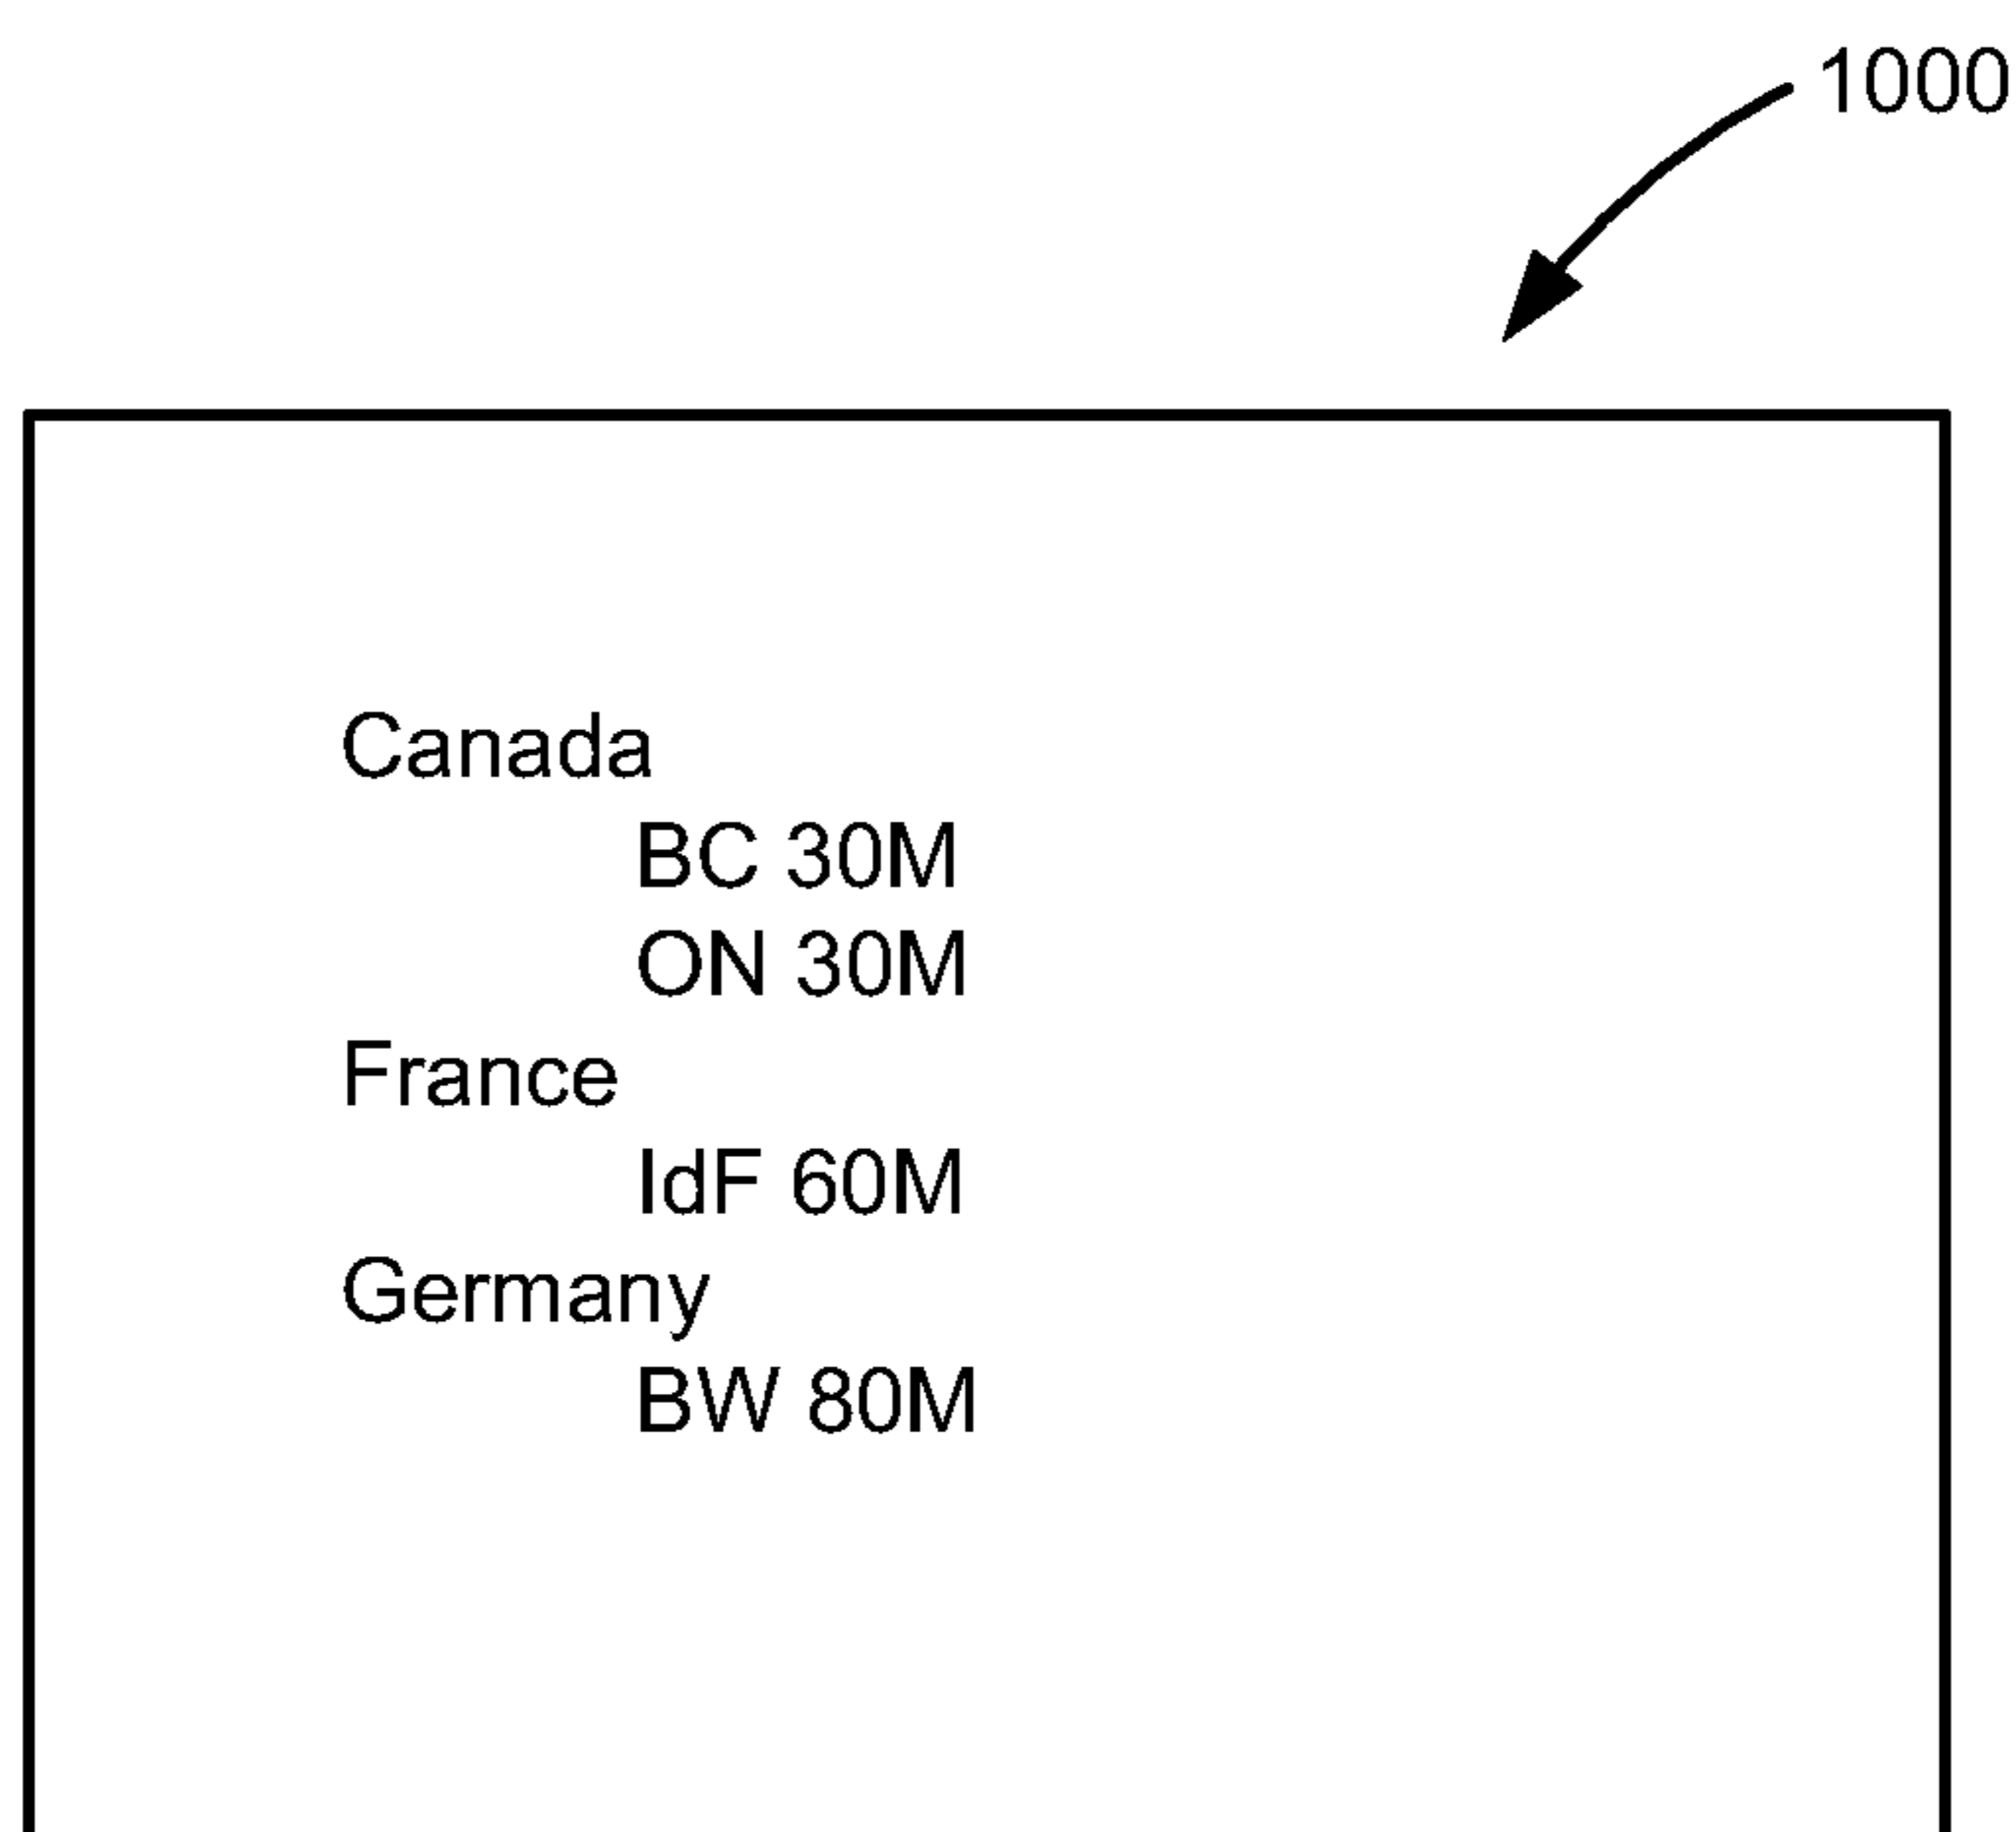 1000
Canada
BC 30M
ON 30M
France
IdF 60M
Germany
BW 80M